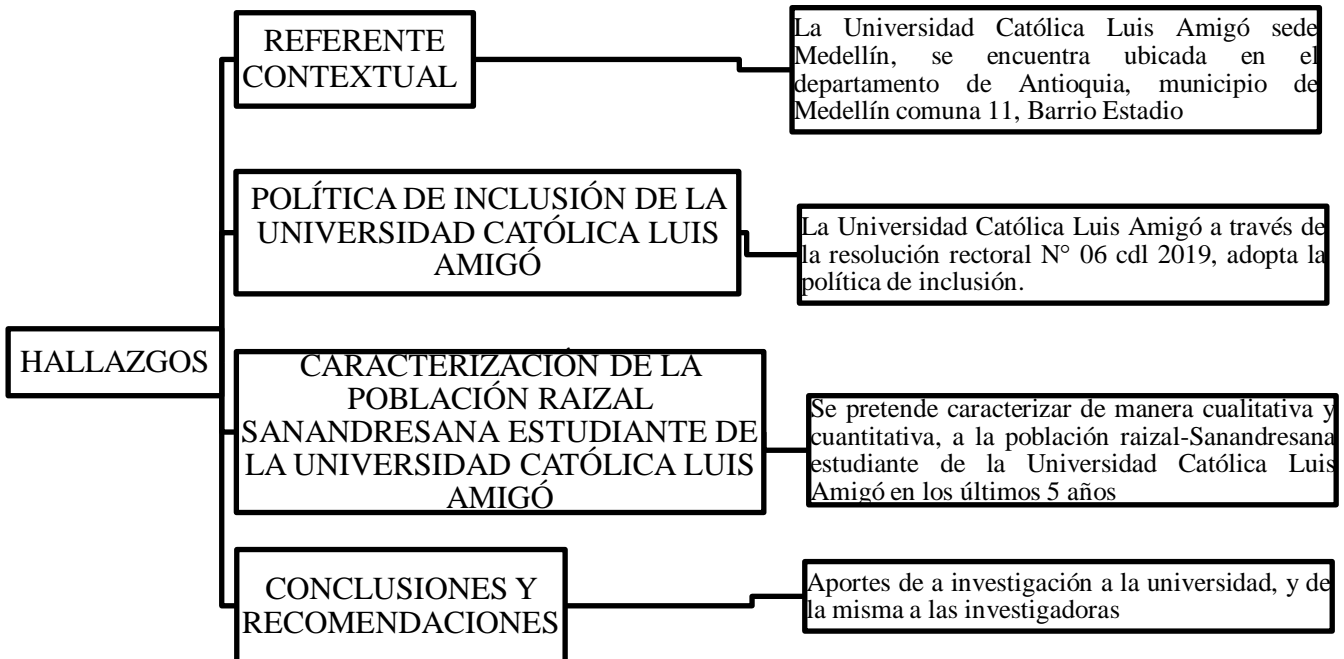 HALLAZGOS
REFERENTE
CONTEXTUAL
La Universidad Católica Luis Amigó sede
Medellín, se encuentra ubicada en el
departamento de Antioquia, municipio de
Medellín comuna 11, Barrio Estadio
POLÍTICA DE INCLUSIÓN DE LA
UNIVERSIDAD CATÓLICA LUIS
AMIGÓ
La Universidad Católica Luis Amigó a través de
la resolución rectoral N° 06 cdl 2019, adopta la
política de inclusión.
CARACTERIZACIÓN DE LA
POBLACIÓN RAIZAL
SANANDRESANA ESTUDIANTE DE
LA UNIVERSIDAD CATÓLICA LUIS
AMIGÓ
Se pretende caracterizar de manera cualitativa y
cuantitativa, a la población raizal-Sanandresana
estudiante de la Universidad Católica Luis
Amigó en los últimos 5 años
CONCLUSIONES Y
RECOMENDACIONES
Aportes de a investigación a la universidad, y de
la misma a las investigadoras